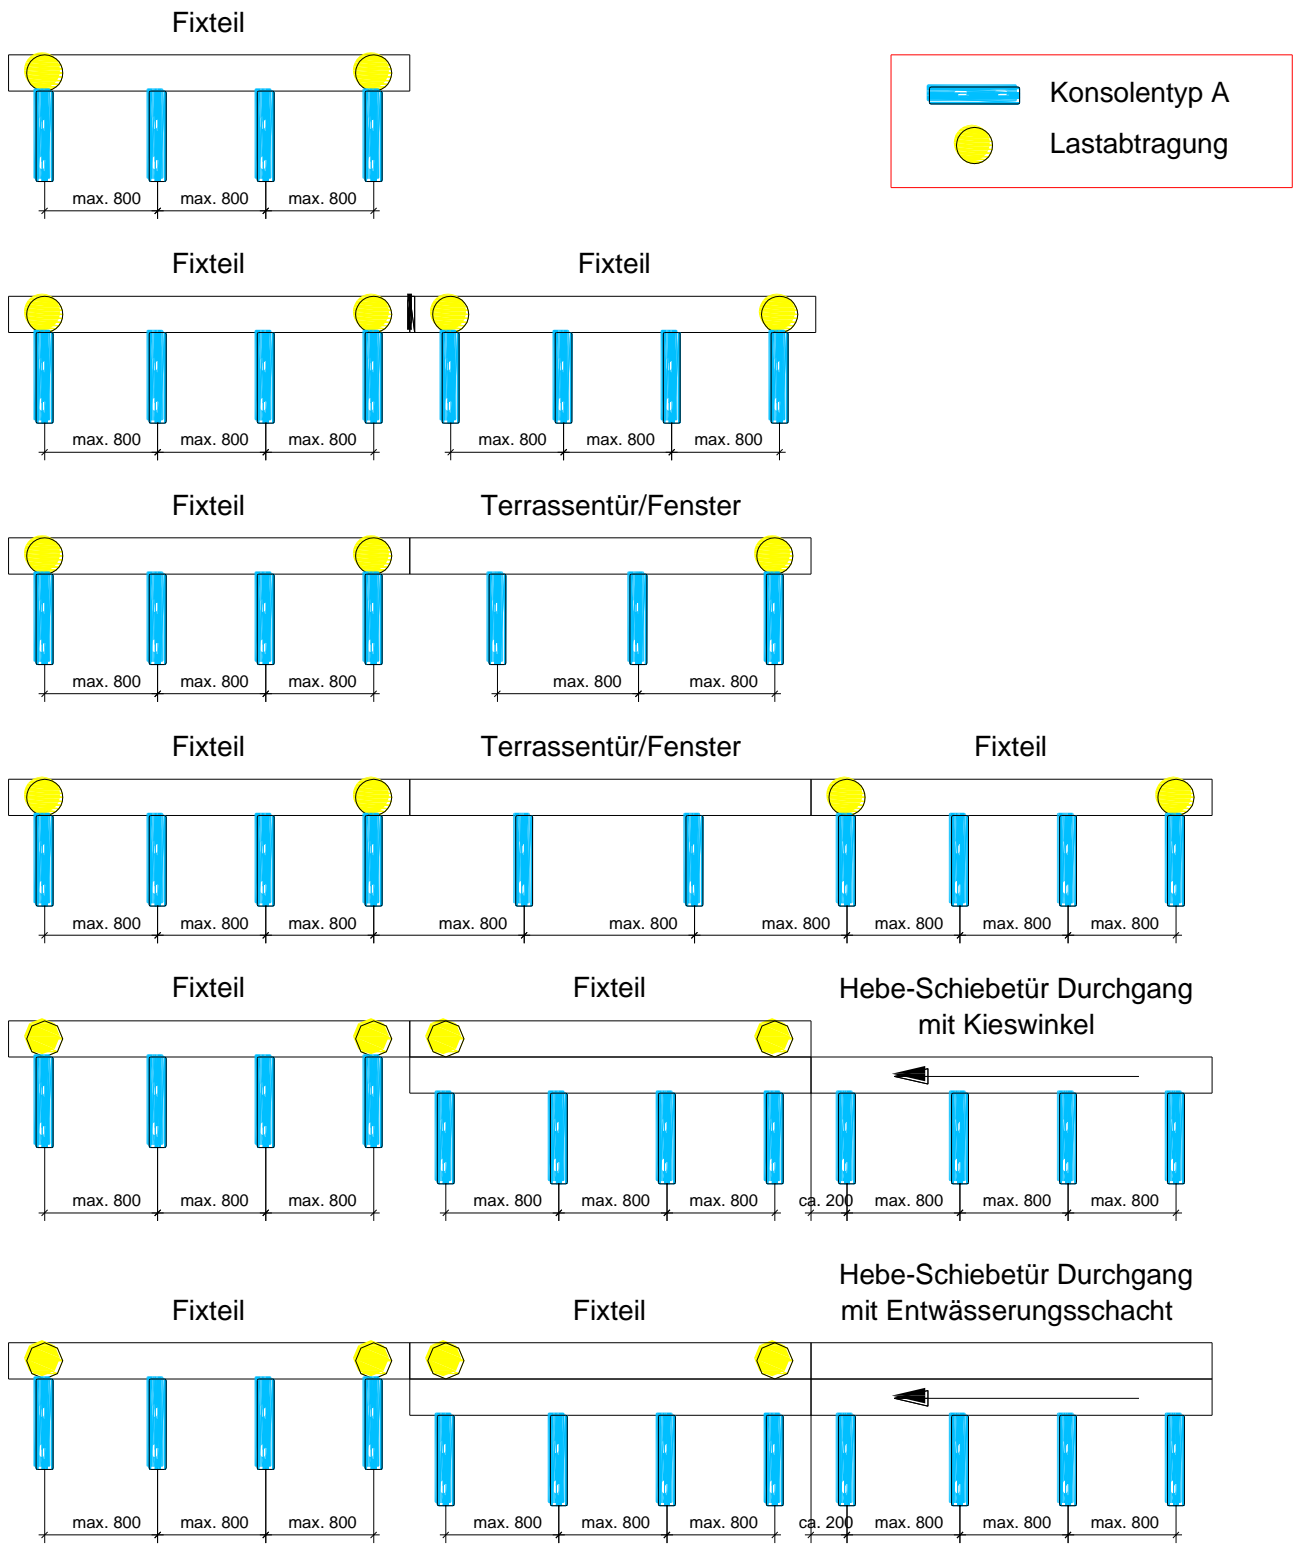 Fixteil
Konsolentyp A
Lastabtragung
max. 800 max. 800 max. 800
Fixteil Fixteil
max. 800 max. 800 max. 800 max. 800 max. 800 max. 800
Fixteil Terrassentür/Fenster
max. 800 max. 800 max. 800 max. 800 max. 800
Fixteil Terrassentür/Fenster Fixteil
max. 800 max. 800 max. 800 max. 800 max. 800 max. 800 max. 800 max. 800 max. 800
Fixteil Fixteil Hebe-Schiebetür Durchgang
mit Kieswinkel
max. 800 max. 800 max. 800 max. 800 max. 800 max. 800 ca. 200 max. 800 max. 800 max. 800
Hebe-Schiebetür Durchgang
Fixteil Fixteil mit Entwässerungsschacht
max. 800 max. 800 max. 800 max. 800 max. 800 max. 800 ca. 200 max. 800 max. 800 max. 800